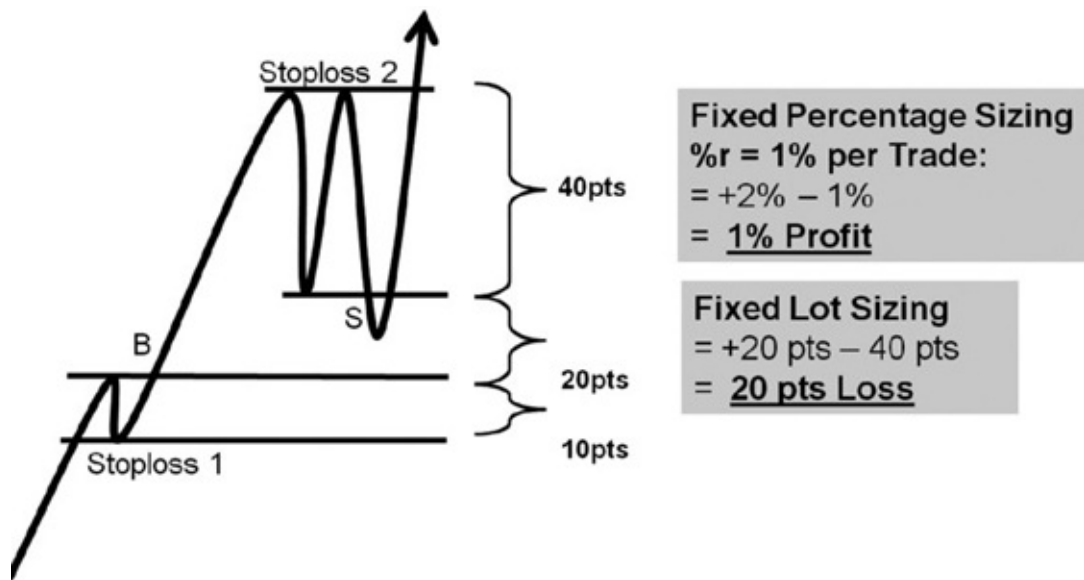 Stoploss 2
40pts
S
B
20pts
10pts
Stoploss 1
Fixed Percentage Sizing
%r = 1% per Trade:
= +2% – 1%
= 1% Profit
Fixed Lot Sizing
= +20 pts – 40 pts
= 20 pts Loss